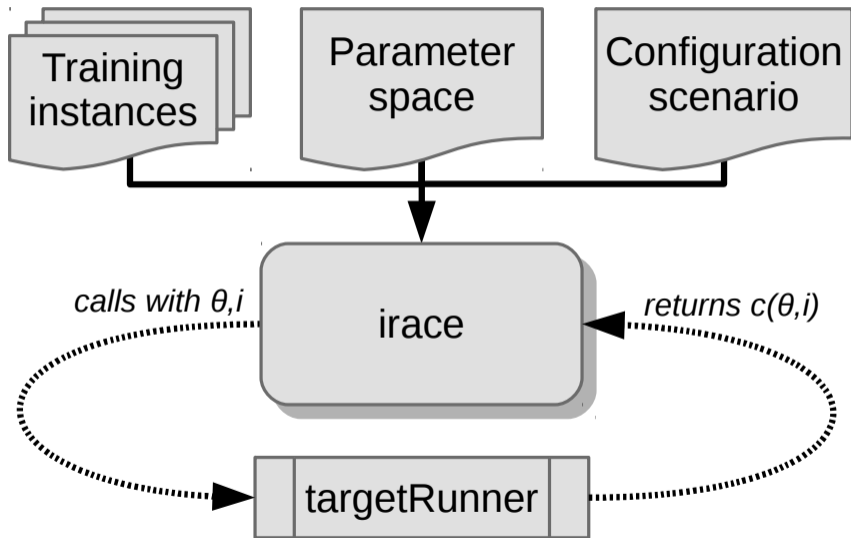 Training
instances
Parameter
space
Configuration
scenario
calls with θ,i
irace
returns c(θ,i)
targetRunner